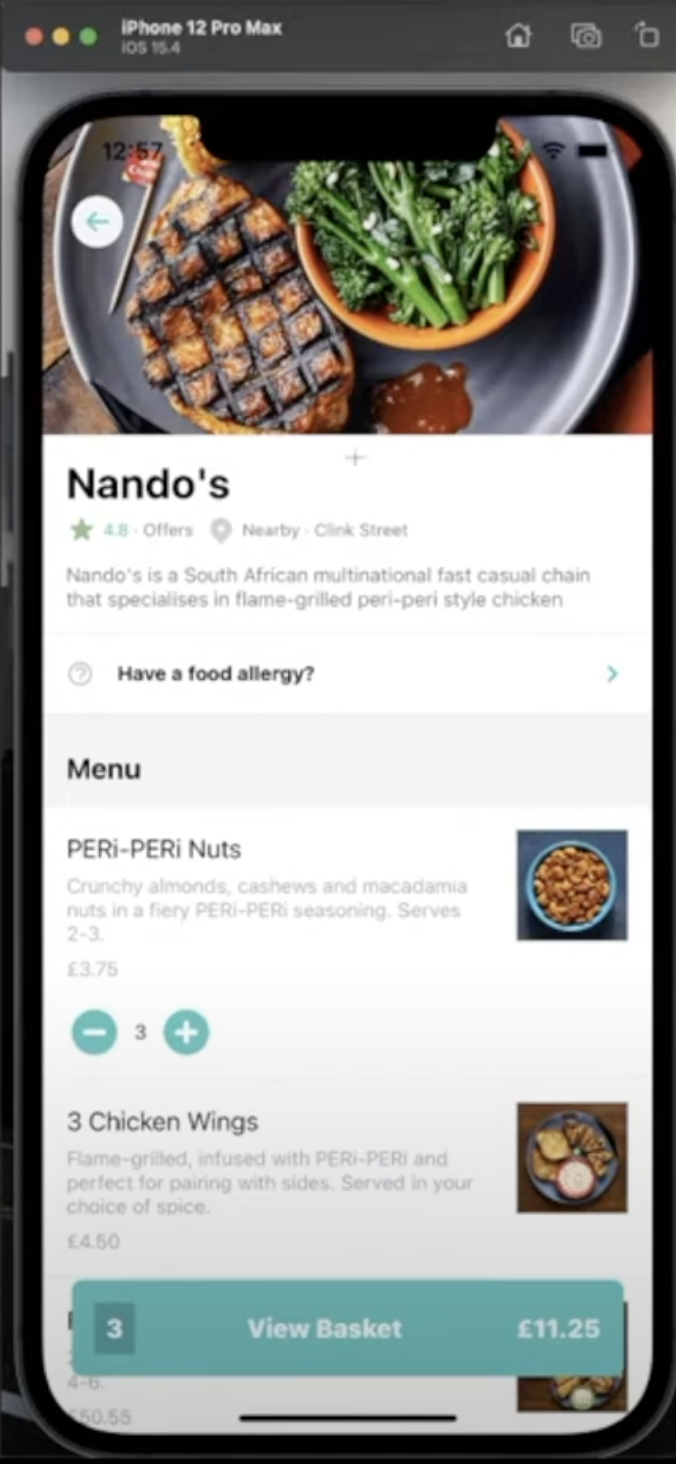 iPhone 12 Pro Max
iOS 15.4
12:57
Nando's
4.8 · Offers Nearby · Clink Street
Nando's is a South African multinational fast casual chain
that specialises in flame-grilled peri-peri style chicken
Have a food allergy?
Menu
PERi-PERi Nuts
Crunchy almonds, cashews and macadamia
nuts in a fiery PERi-PERi seasoning. Serves
2-3.
£3.75
3
3 Chicken Wings
Flame-grilled, infused with PERi-PERi and
perfect for pairing with sides. Served in your
choice of spice.
£4.50
3 View Basket £11.25
4-6.
£50.55